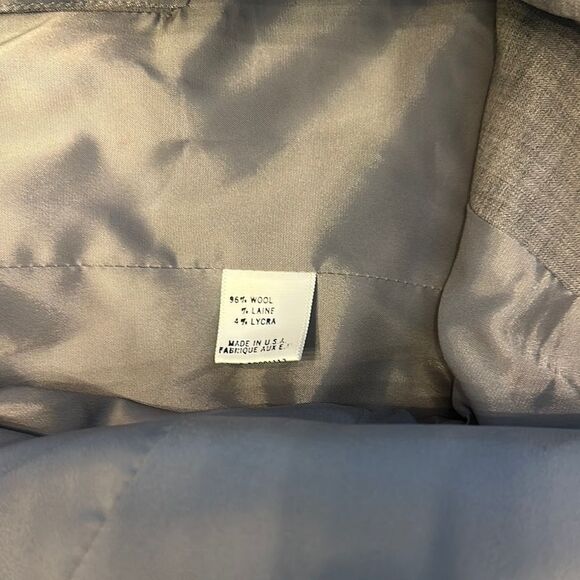 96% WOOL
% LAINE
4% LYCRA
MADE IN U.S.A.
FABRIQUE AUX E.